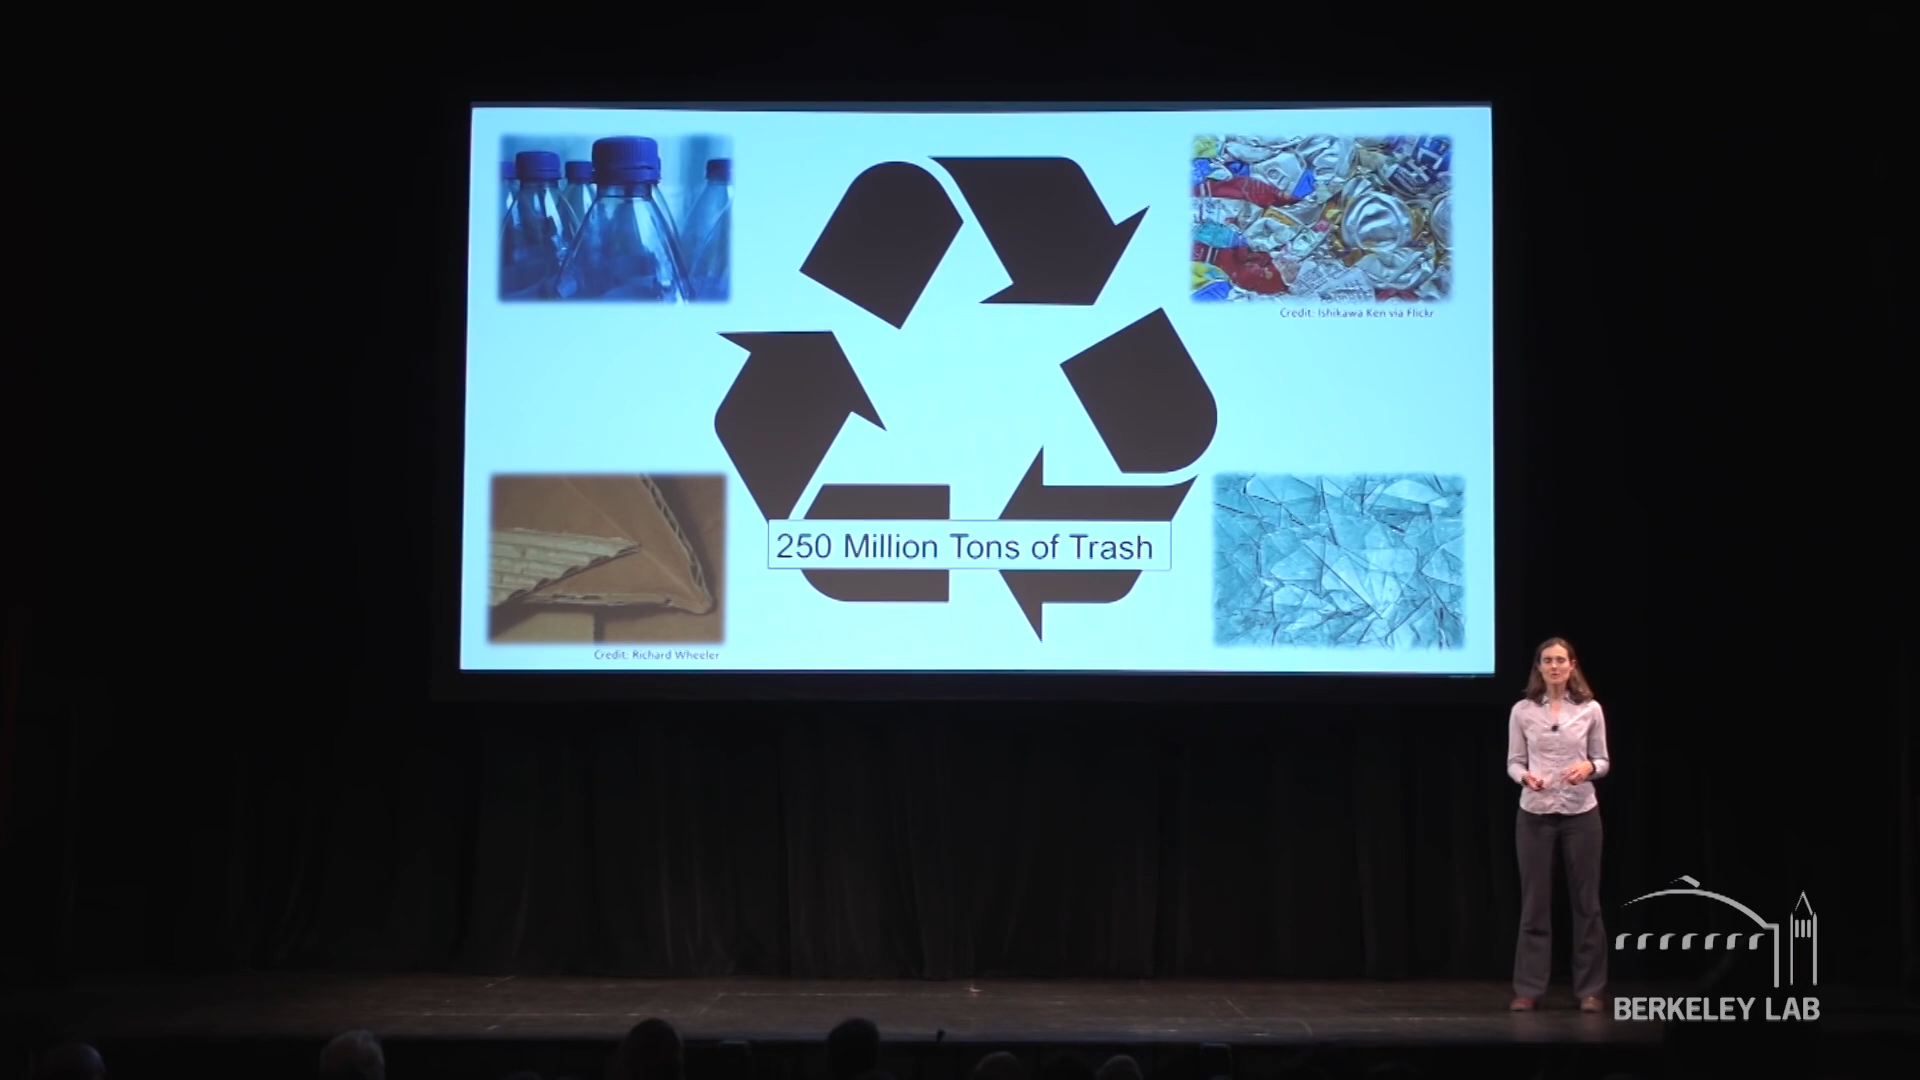 Credit: Ishikawa Ken via Flickr
250 Million Tons of Trash
Credit: Richard Wheeler
BERKELEY LAB